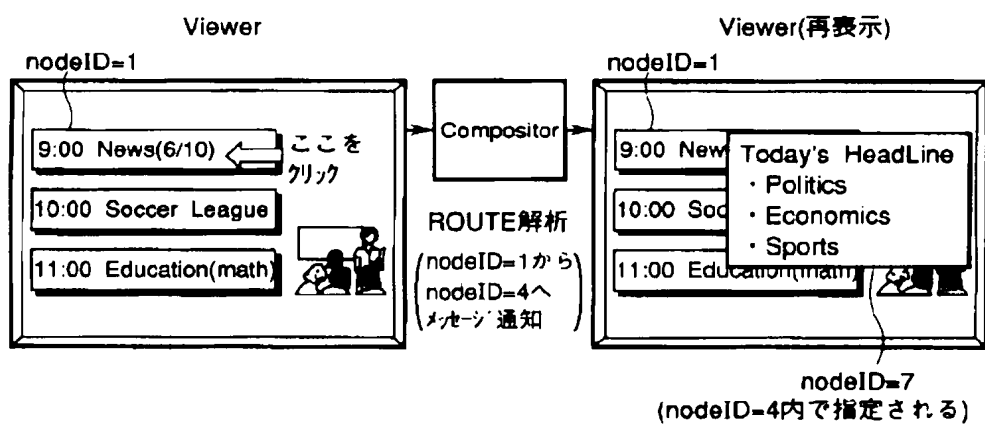 Viewer
nodeID=1
9:00 News(6/10)
ここを
クリック
10:00 Soccer League
11:00 Education(math)
Compositor
ROUTE解析
(nodeID=1から
nodeID=4へ
メッセージ通知)
Viewer(再表示)
nodeID=1
9:00 New
Today's HeadLine
・Politics
・Economics
・Sports
10:00 Soc
11:00 Education(math)
nodeID=7
(nodeID=4内で指定される)